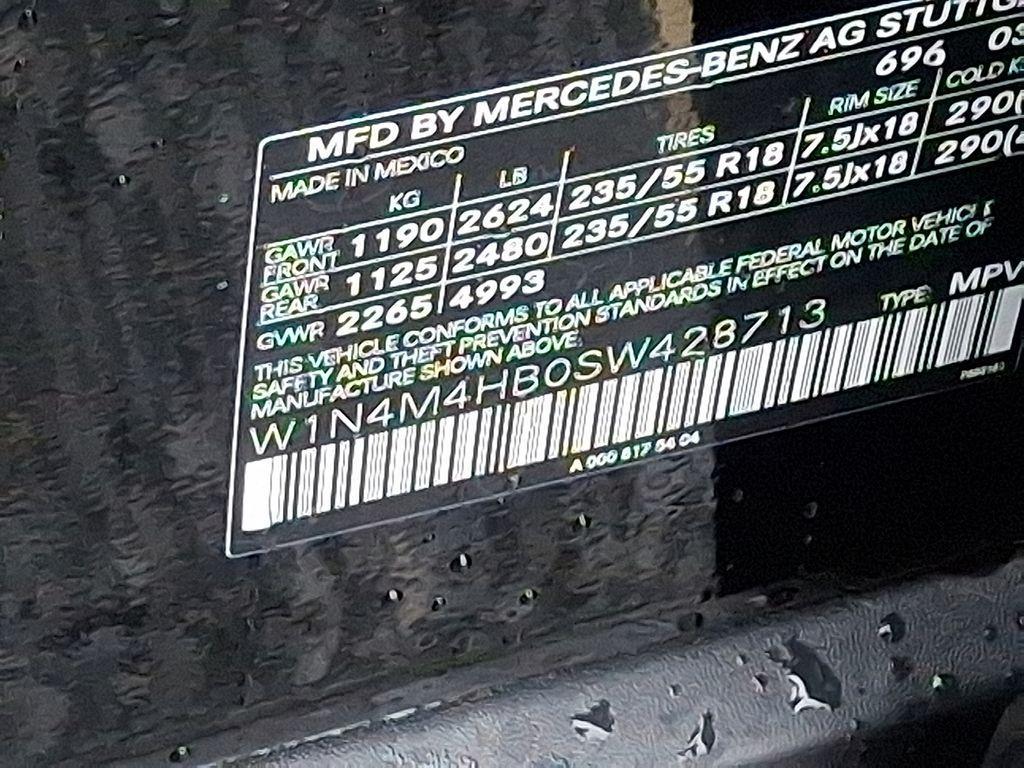 MFD BY MERCEDES-BENZ AG STUTTG
MADE IN MEXICO 696 03
KG LB TIRES RIM SIZE COLD K
GAWR FRONT 1190 2624 235/55 R18 7.5Jx18 290(
GAWR REAR 1125 2480 235/55 R18 7.5Jx18 290(4
GVWR 2265 4993
THIS VEHICLE CONFORMS TO ALL APPLICABLE FEDERAL MOTOR VEHICLE
SAFETY AND THEFT PREVENTION STANDARDS IN EFFECT ON THE DATE OF
MANUFACTURE SHOWN ABOVE.
W1N4M4HB0SW428713 TYPE: MPV
A 000 817 54 04